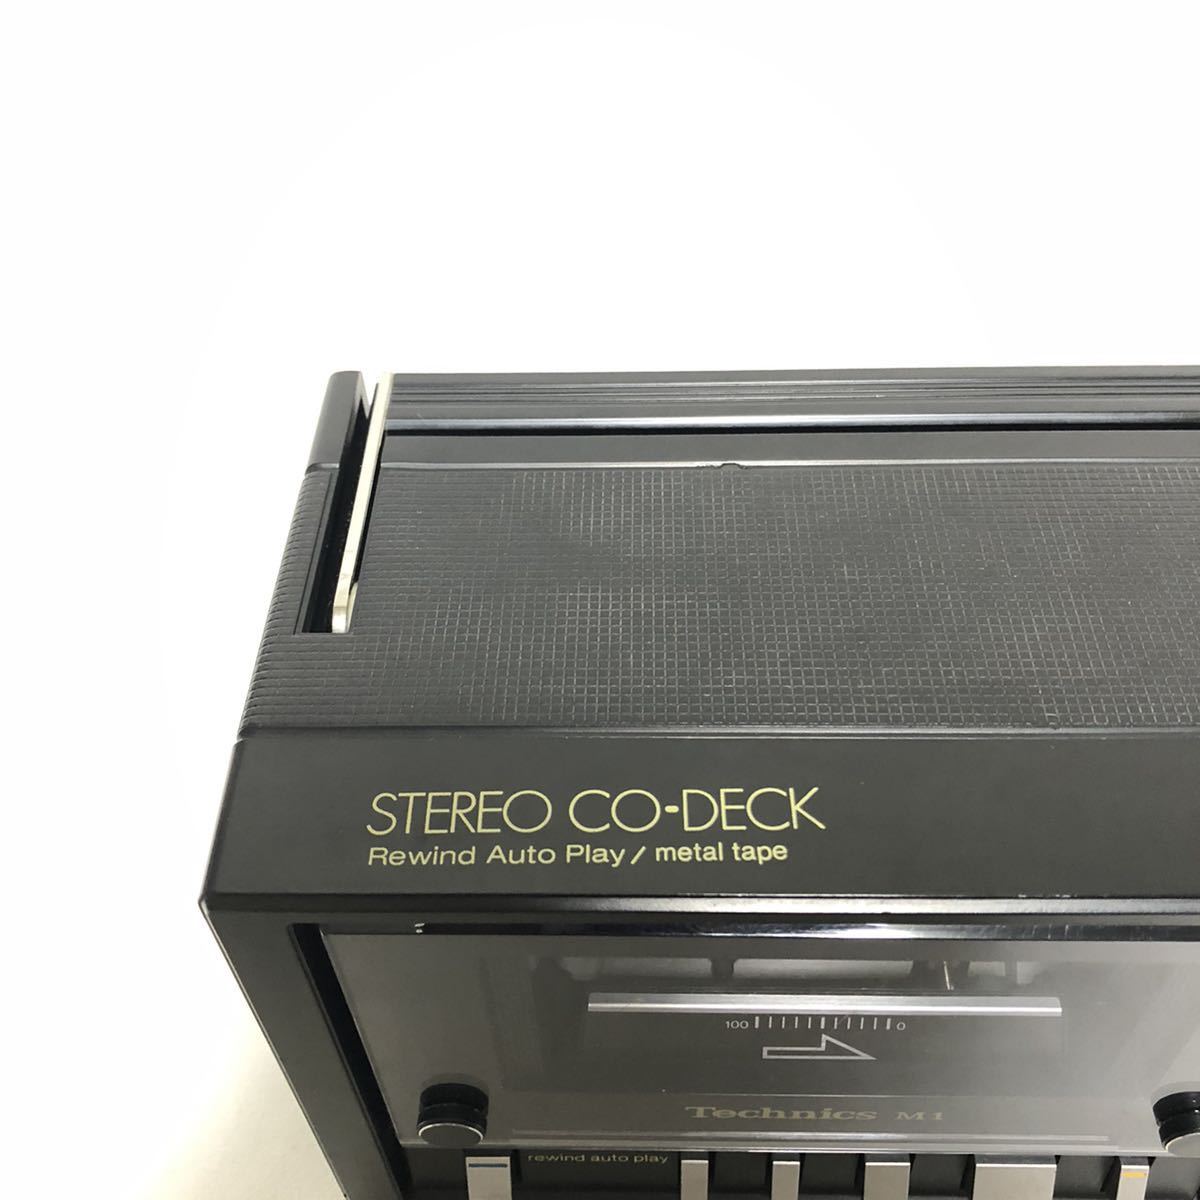 STEREO CO-DECK
Rewind Auto Play / metal tape
100 0
Technics M1
rewind auto play